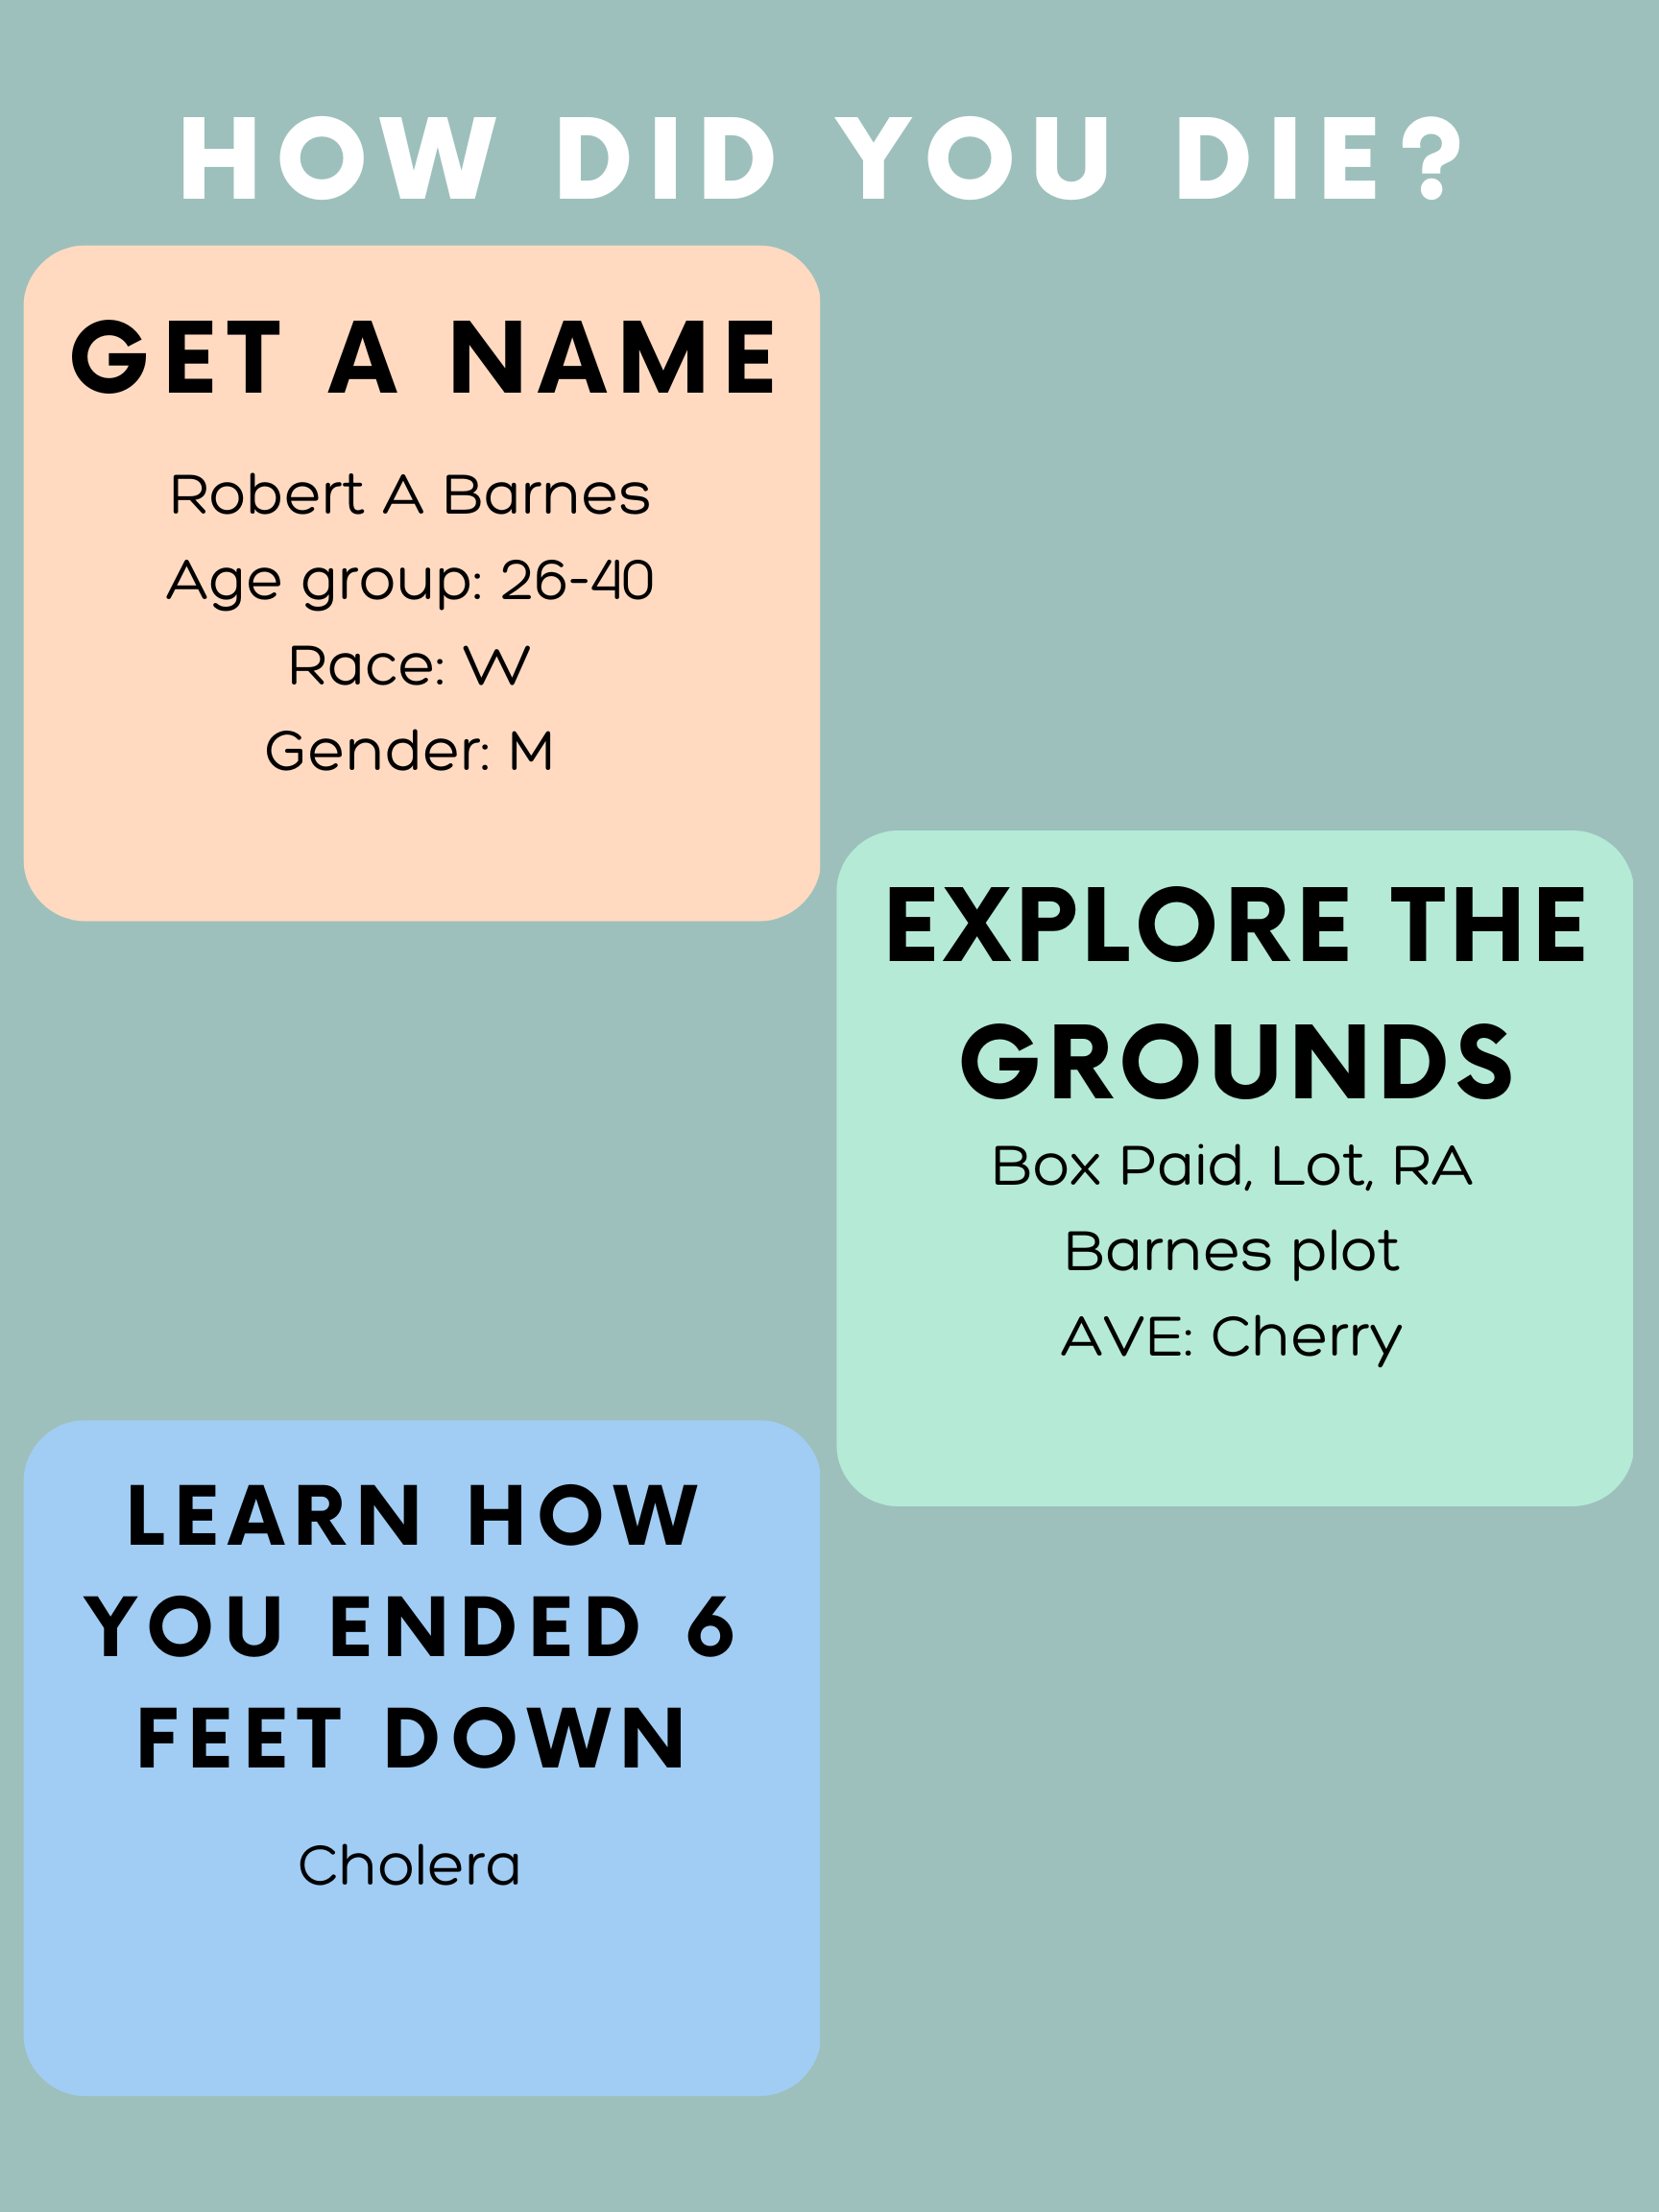 HOW DID YOU DIE?
GET A NAME
Robert A Barnes
Age group: 26-40
Race: W
Gender: M
EXPLORE THE
GROUNDS
Box Paid, Lot, RA
Barnes plot
AVE: Cherry
LEARN HOW
YOU ENDED 6
FEET DOWN
Cholera